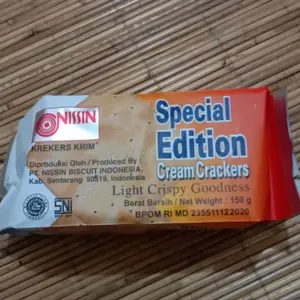 NISSIN
KREKERS KRIM
Special
Edition
Cream Crackers
Diproduksi Oleh / Produced By :
PT. NISSIN BISCUIT INDONESIA,
Kab. Semarang 50519, Indonesia
Light Crispy Goodness
Berat Bersih / Net Weight : 150 g
BPOM RI MD 235511122020
SNI